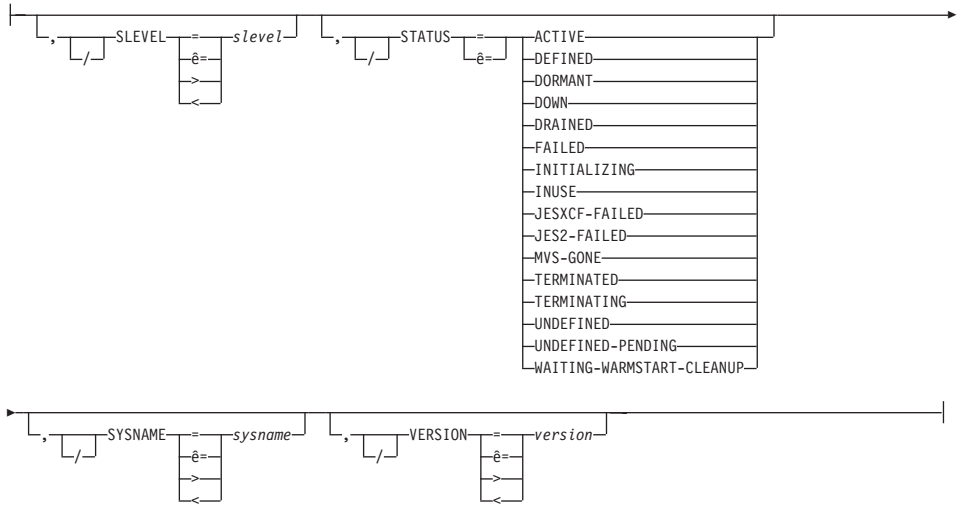 , / SLEVEL = slevel , / STATUS = ACTIVE
ê= ê= DEFINED
> DORMANT
< DOWN
DRAINED
FAILED
INITIALIZING
INUSE
JESXCF-FAILED
JES2-FAILED
MVS-GONE
TERMINATED
TERMINATING
UNDEFINED
UNDEFINED-PENDING
WAITING-WARMSTART-CLEANUP
, / SYSNAME = sysname , / VERSION = version
ê= ê=
> >
< <